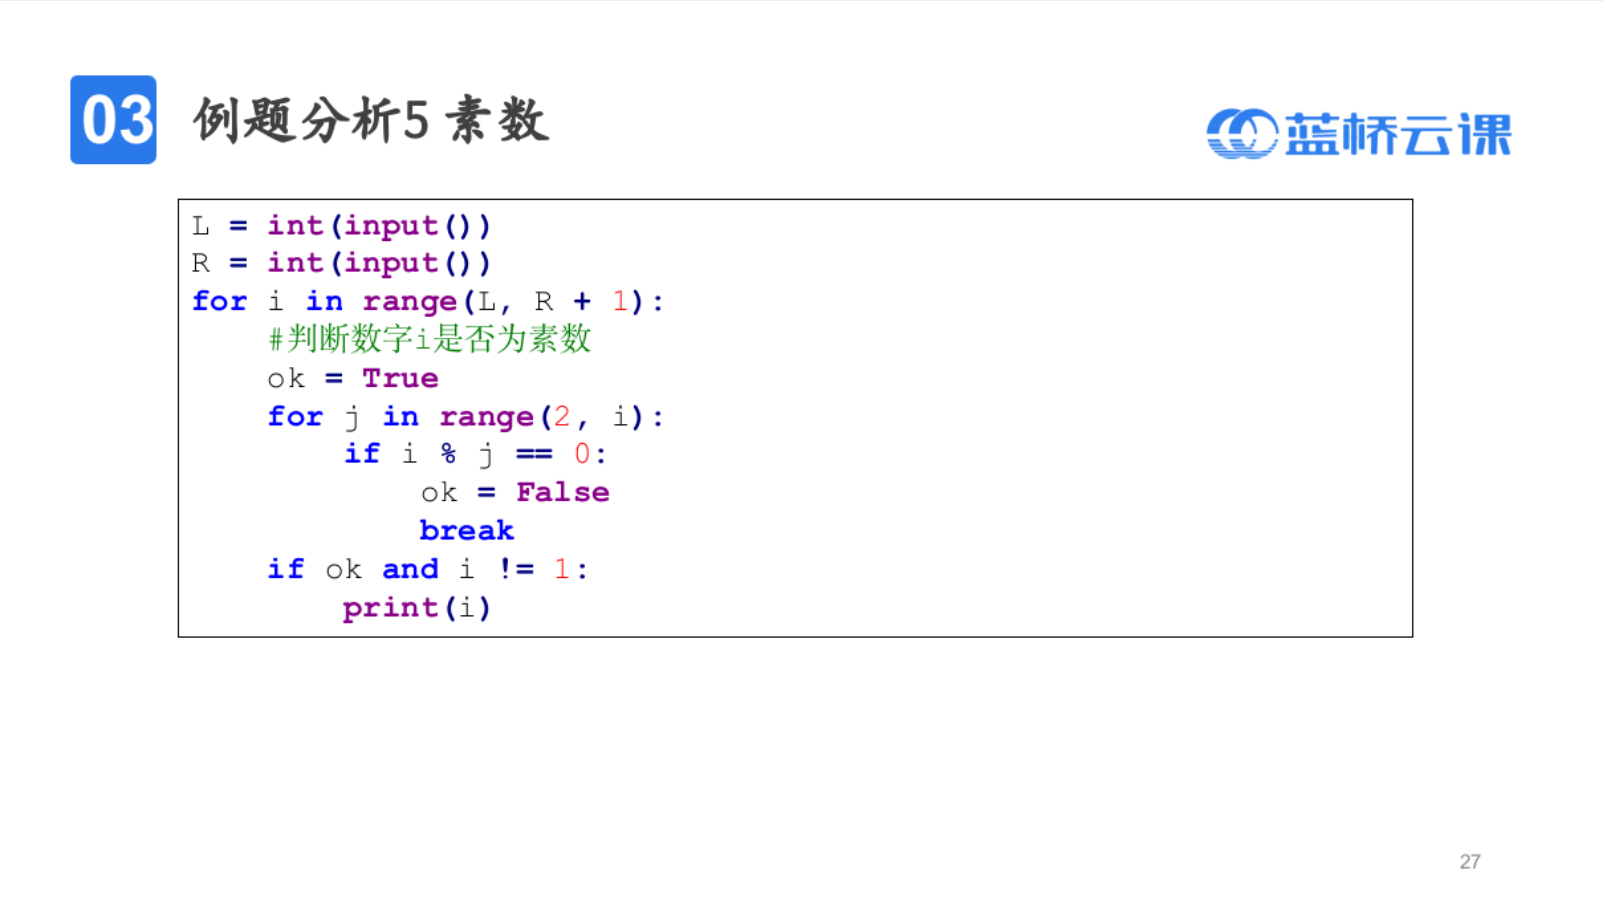 03 例题分析5 素数
蓝桥云课
L = int(input())
R = int(input())
for i in range(L, R + 1):
    #判断数字i是否为素数
    ok = True
    for j in range(2, i):
        if i % j == 0:
            ok = False
            break
    if ok and i != 1:
        print(i)
27